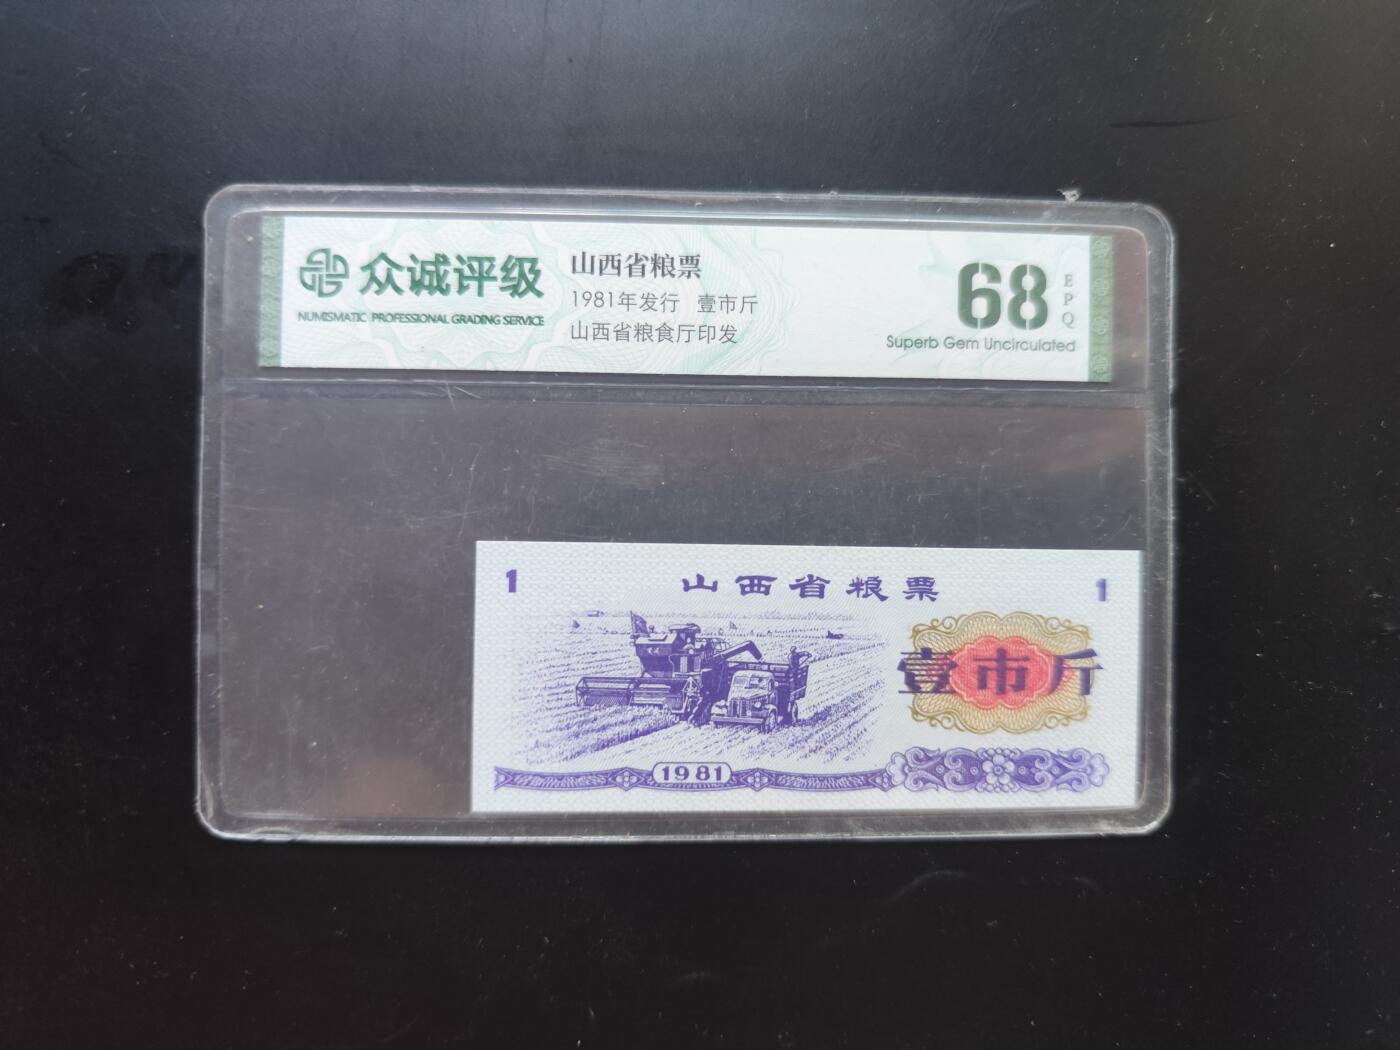 众诚评级
NUMISMATIC PROFESSIONAL GRADING SERVICE
山西省粮票
1981年发行 壹市斤
山西省粮食厅印发
68
EPQ
Superb Gem Uncirculated
1
山西省粮票
1
壹市斤
1981